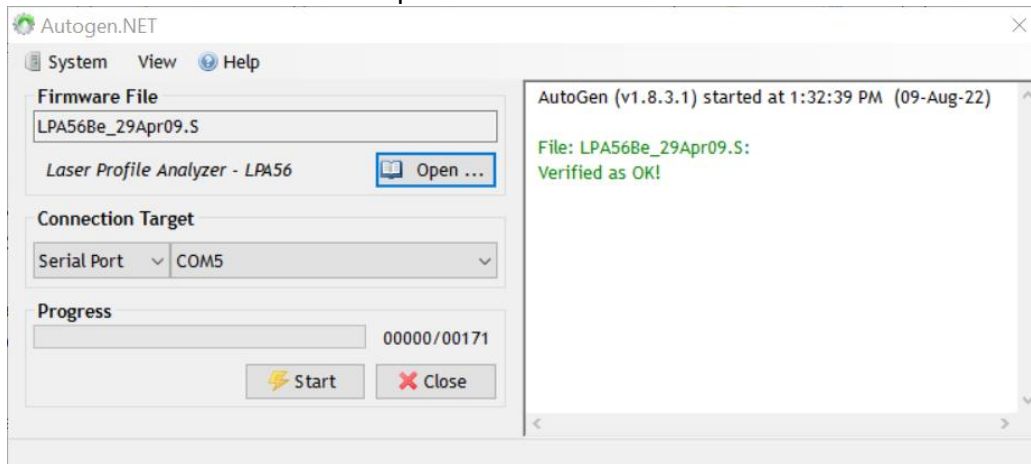 Autogen.NET
System View Help
Firmware File
LPA56Be_29Apr09.S
Laser Profile Analyzer - LPA56
Open ...
Connection Target
Serial Port COM5
Progress
00000/00171
Start Close
AutoGen (v1.8.3.1) started at 1:32:39 PM (09-Aug-22)
File: LPA56Be_29Apr09.S:
Verified as OK!